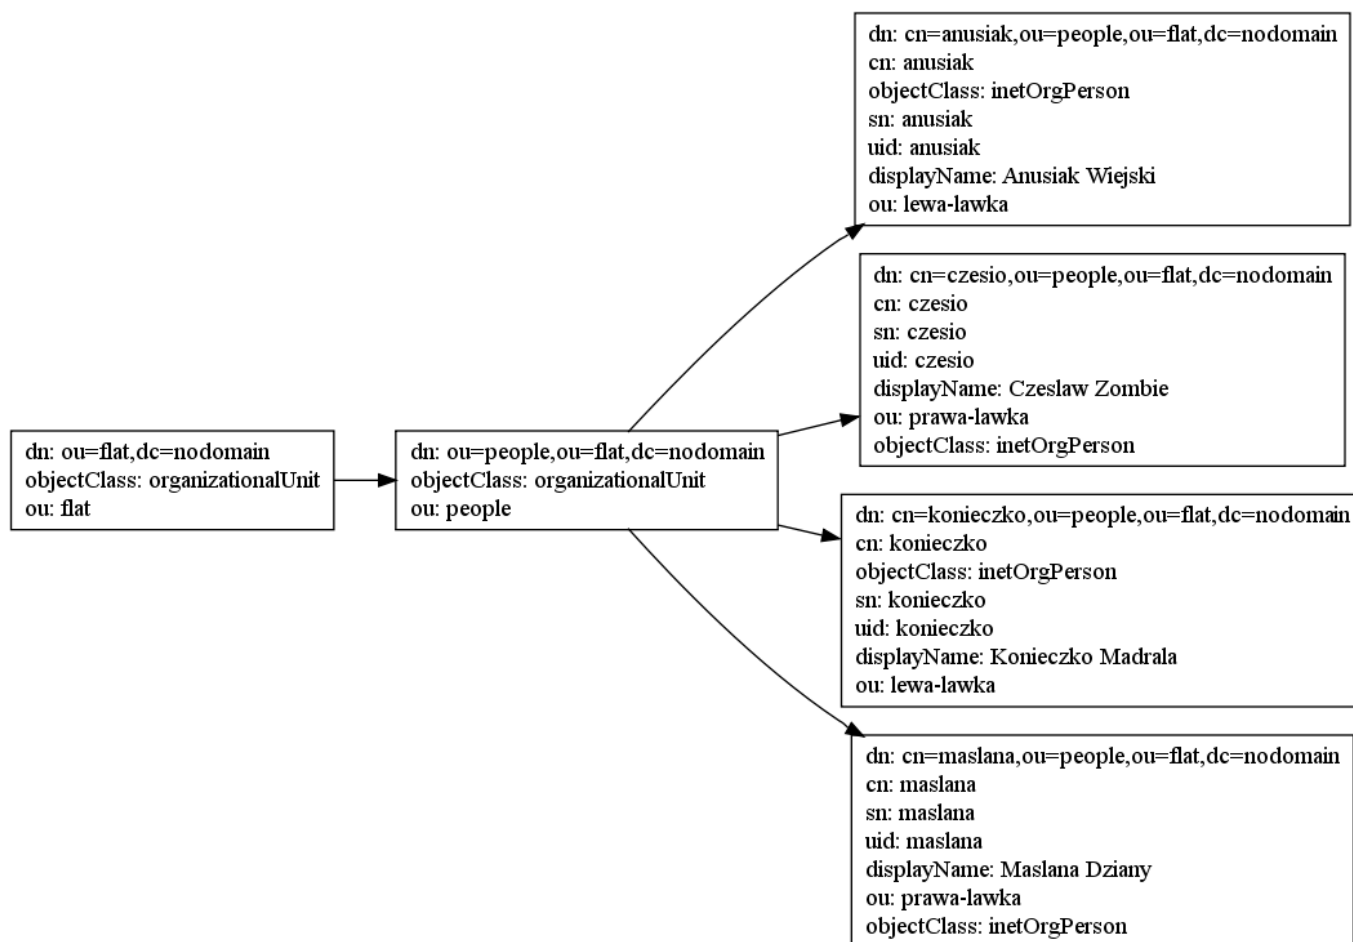 dn: ou=flat,dc=nodomain
objectClass: organizationalUnit
ou: flat
dn: ou=people,ou=flat,dc=nodomain
objectClass: organizationalUnit
ou: people
dn: cn=anusiak,ou=people,ou=flat,dc=nodomain
cn: anusiak
objectClass: inetOrgPerson
sn: anusiak
uid: anusiak
displayName: Anusiak Wiejski
ou: lewa-lawka
dn: cn=czesio,ou=people,ou=flat,dc=nodomain
cn: czesio
sn: czesio
uid: czesio
displayName: Czeslaw Zombie
ou: prawa-lawka
objectClass: inetOrgPerson
dn: cn=konieczko,ou=people,ou=flat,dc=nodomain
cn: konieczko
objectClass: inetOrgPerson
sn: konieczko
uid: konieczko
displayName: Konieczko Madrala
ou: lewa-lawka
dn: cn=maslana,ou=people,ou=flat,dc=nodomain
cn: maslana
sn: maslana
uid: maslana
displayName: Maslana Dziany
ou: prawa-lawka
objectClass: inetOrgPerson